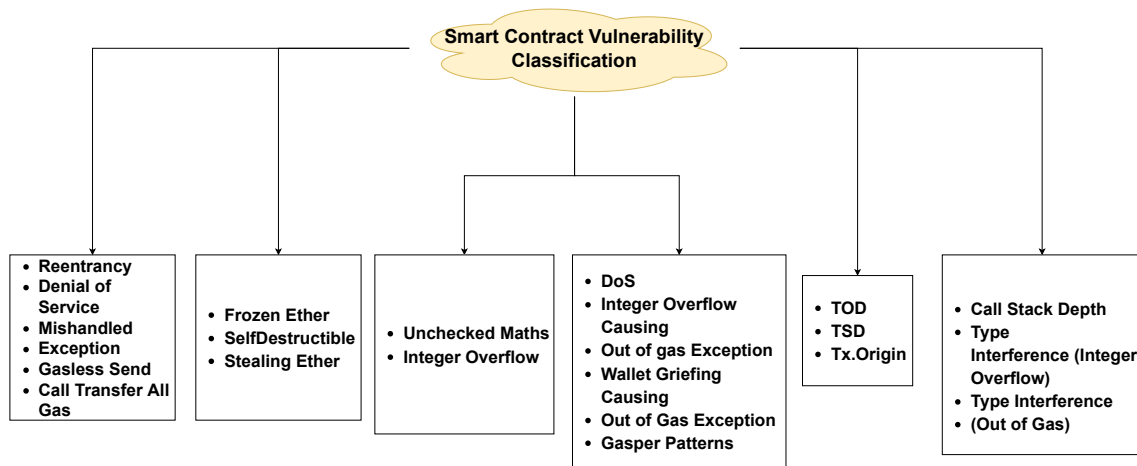 Smart Contract Vulnerability
Classification
• Reentrancy
• Denial of
Service
• Mishandled
• Exception
• Gasless Send
• Call Transfer All
Gas
• Frozen Ether
• SelfDestructible
• Stealing Ether
• Unchecked Maths
• Integer Overflow
• DoS
• Integer Overflow
Causing
• Out of gas Exception
• Wallet Griefing
Causing
• Out of Gas Exception
• Gasper Patterns
• TOD
• TSD
• Tx.Origin
• Call Stack Depth
• Type
Interference (Integer
Overflow)
• Type Interference
• (Out of Gas)